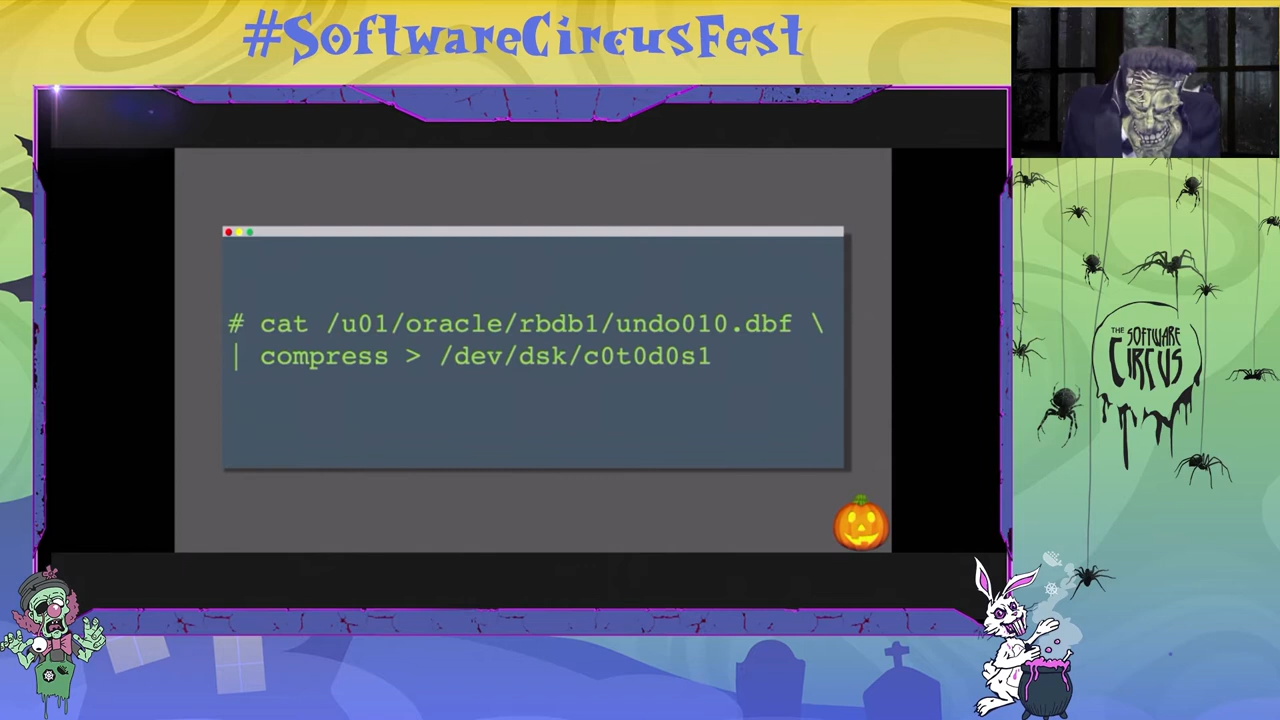 #SoftwareCircusFest
# cat /u01/oracle/rbdb1/undo010.dbf \
| compress > /dev/dsk/c0t0d0s1
THE SOFTWARE
CIRCUS